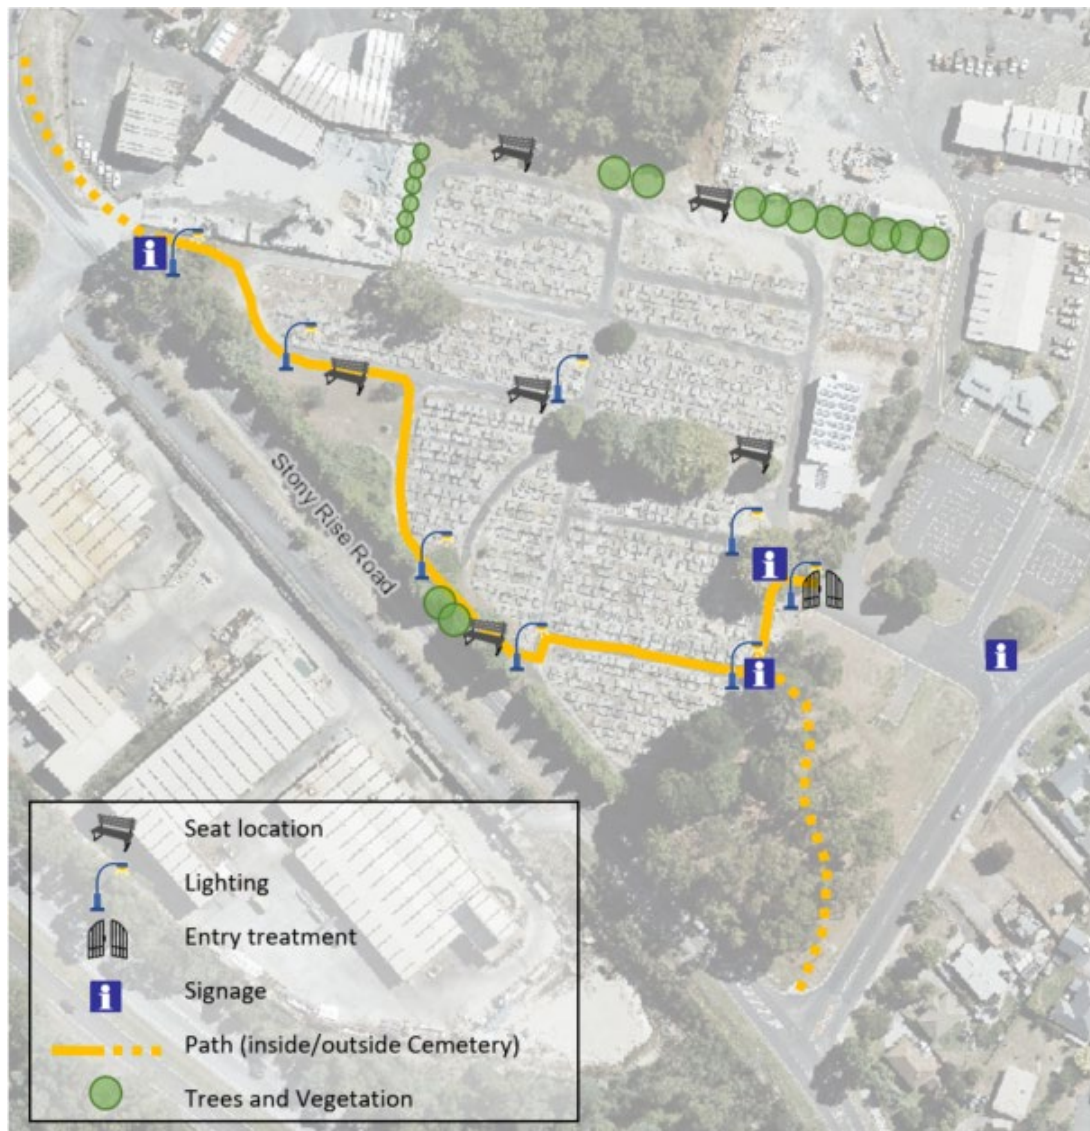 Stony Rise Road
Seat location
Lighting
Entry treatment
Signage
Path (inside/outside Cemetery)
Trees and Vegetation